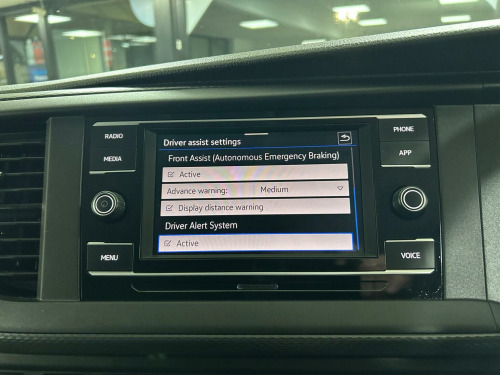 RADIO
MEDIA
MENU
Driver assist settings
Front Assist (Autonomous Emergency Braking)
Active
Advance warning: Medium
Display distance warning
Driver Alert System
Active
PHONE
APP
VOICE